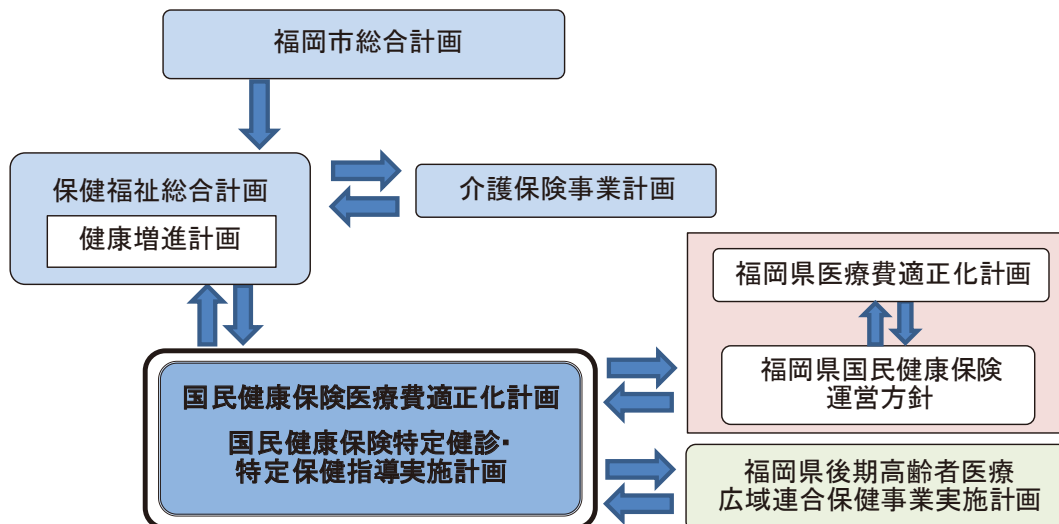 福岡市総合計画
保健福祉総合計画
健康増進計画
介護保険事業計画
福岡県医療費適正化計画
福岡県国民健康保険
運営方針
国民健康保険医療費適正化計画
国民健康保険特定健診・
特定保健指導実施計画
福岡県後期高齢者医療
広域連合保健事業実施計画